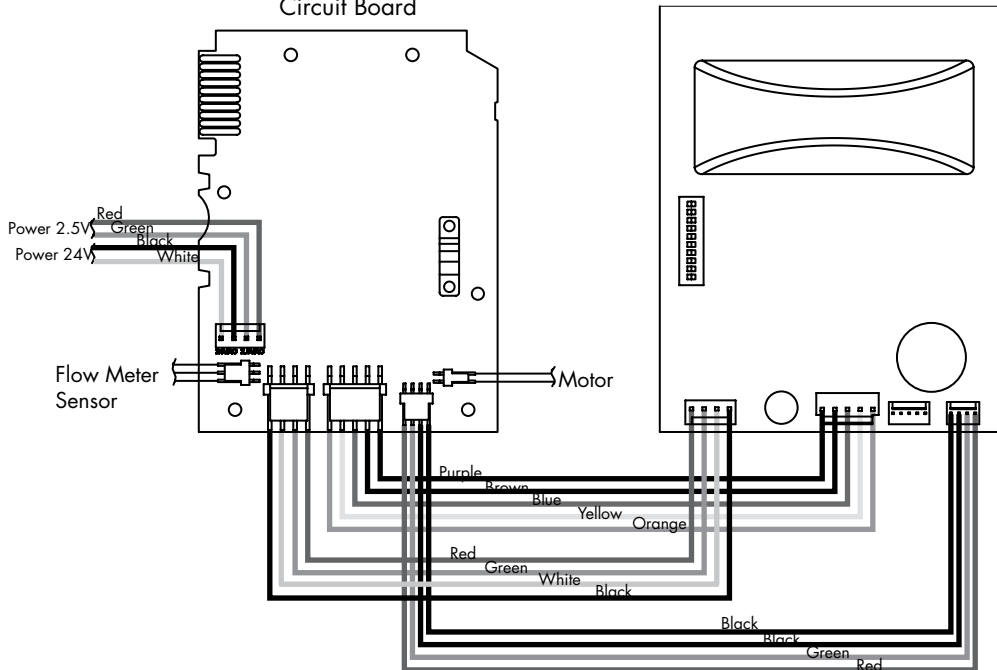 Circuit Board
Red
Power 2.5V
Green
Black
Power 24V
White
Flow Meter
Sensor
Motor
Purple
Brown
Blue
Yellow
Orange
Red
Green
White
Black
Black
Black
Green
Red